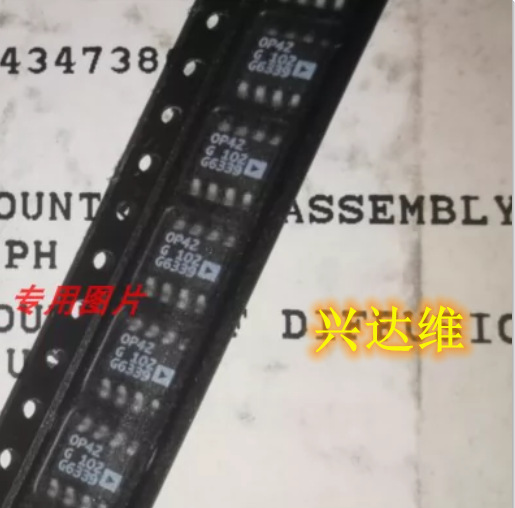 434738
OP42
G 102
G6339
OP42
G 102
G6339
OUNT ASSEMBLY
PH
OP42
G 102
G6339
专用图片
兴达维
OP42
G 102
G6339
OP42
G 102
G6339